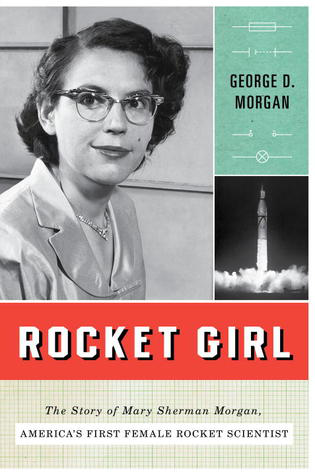 GEORGE D.
MORGAN
ROCKET GIRL
The Story of Mary Sherman Morgan,
AMERICA'S FIRST FEMALE ROCKET SCIENTIST